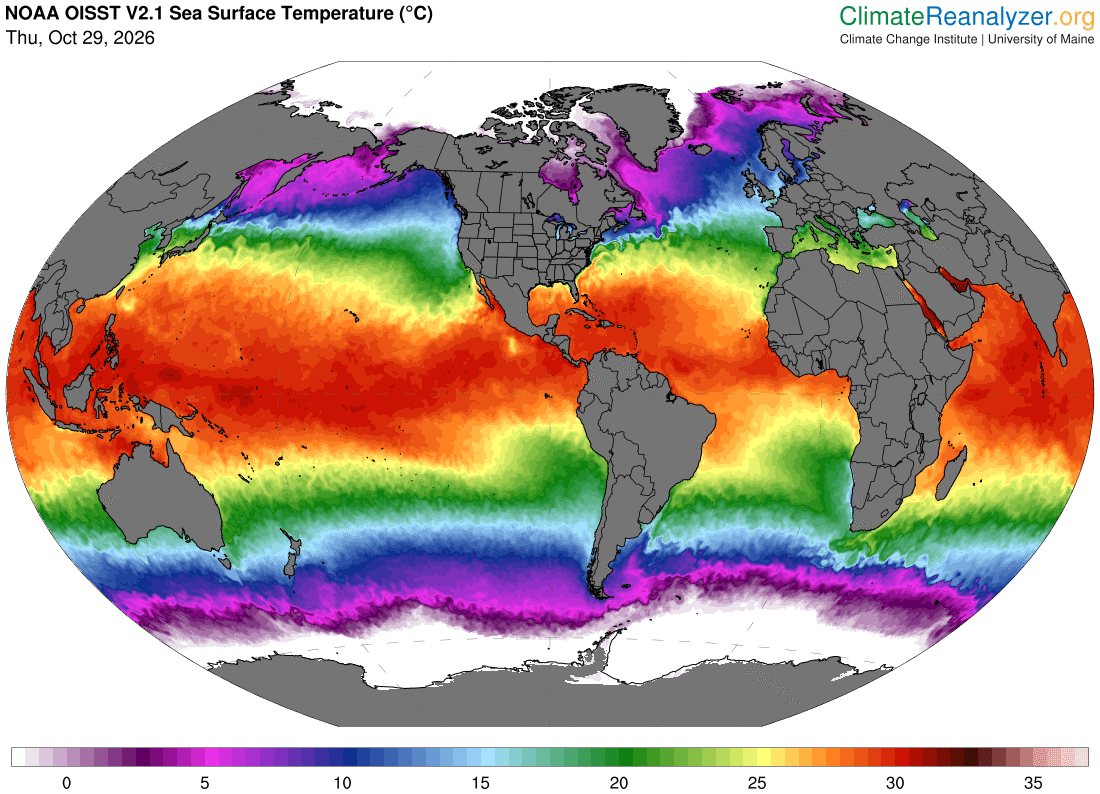 NOAA OISST V2.1 Sea Surface Temperature (°C)
Thu, Oct 29, 2026
ClimateReanalyzer.org
Climate Change Institute | University of Maine
0 5 10 15 20 25 30 35